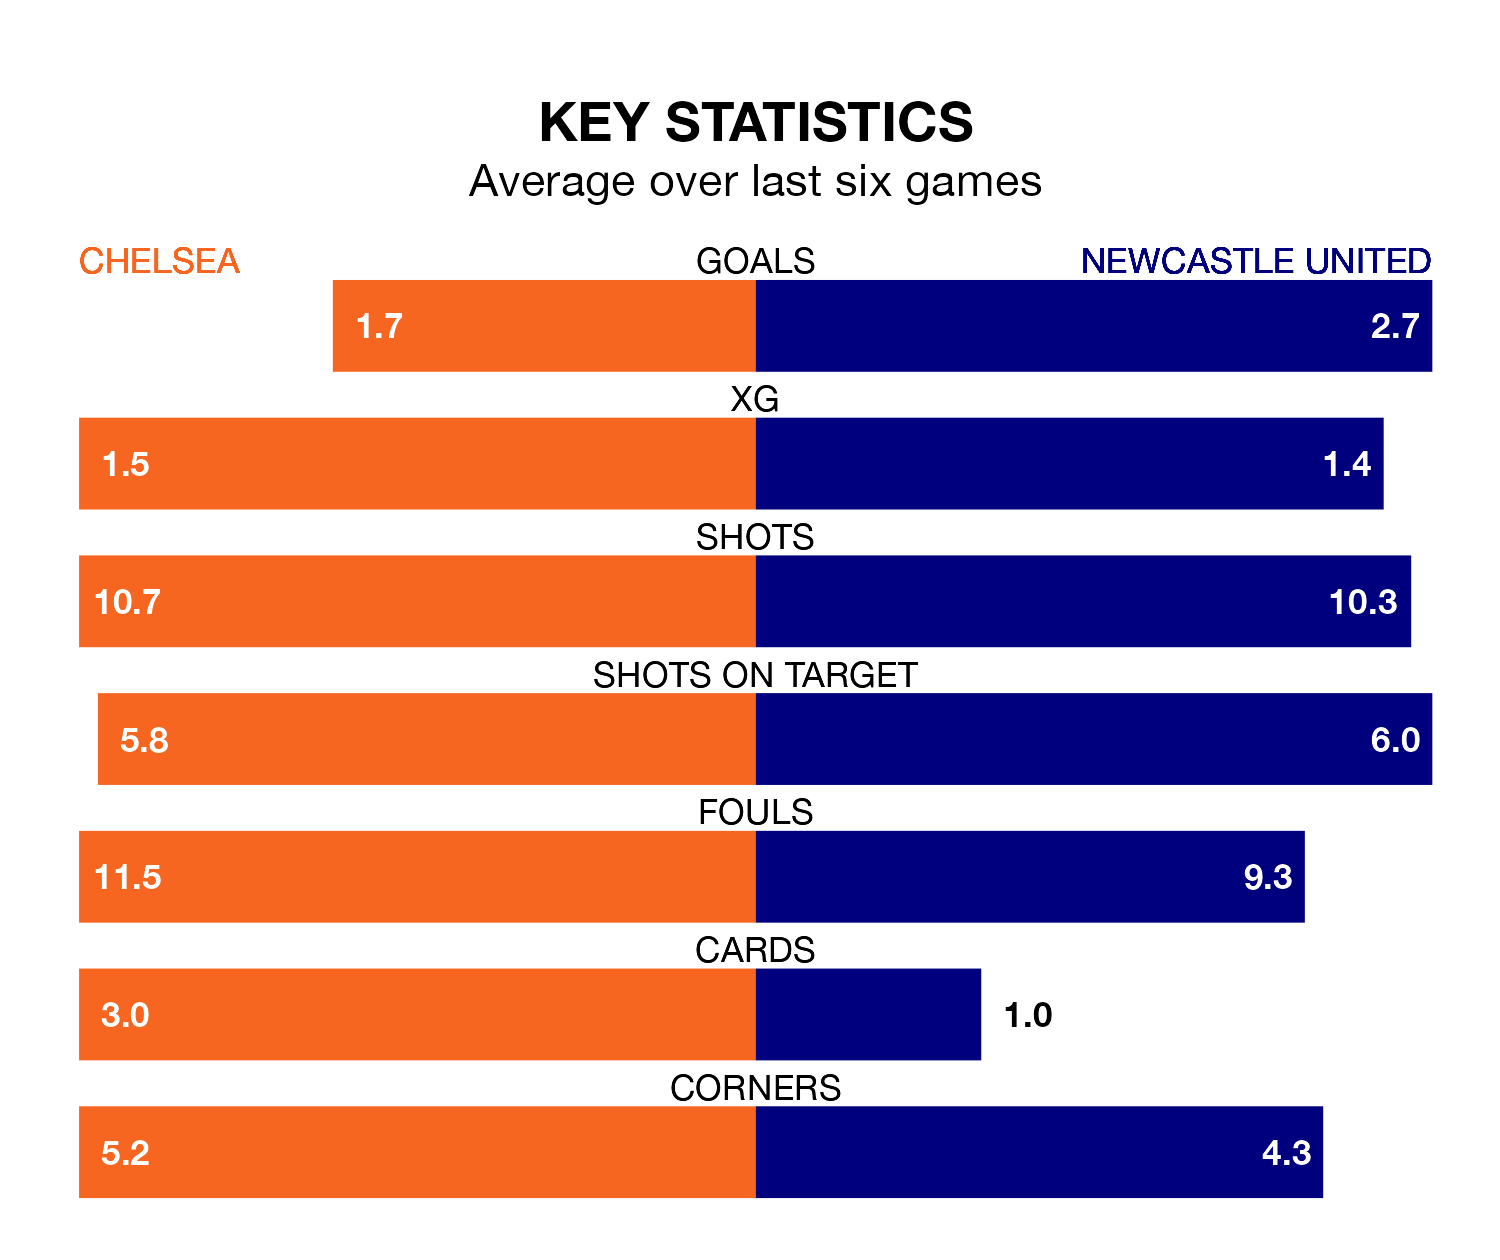 KEY STATISTICS
Average over last six games
CHELSEA GOALS NEWCASTLE UNITED
1.7 2.7
XG
1.5 1.4
SHOTS
10.7 10.3
SHOTS ON TARGET
5.8 6.0
FOULS
11.5 9.3
CARDS
3.0 1.0
CORNERS
5.2 4.3